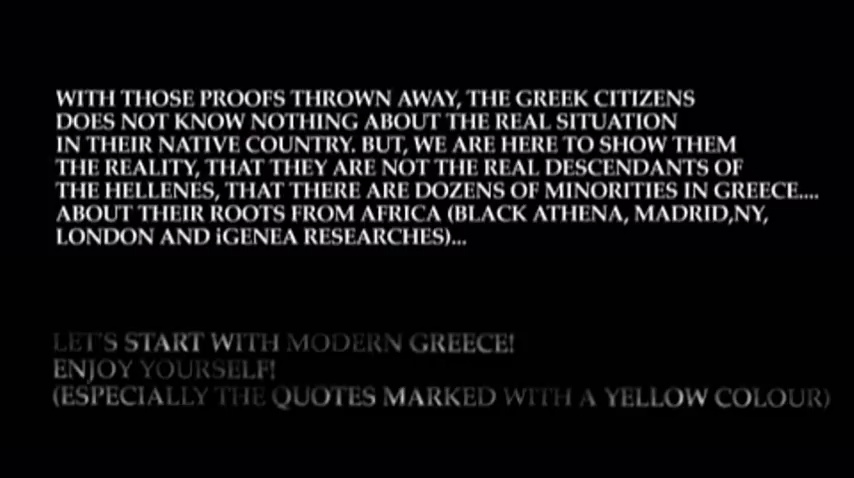 WITH THOSE PROOFS THROWN AWAY, THE GREEK CITIZENS
DOES NOT KNOW NOTHING ABOUT THE REAL SITUATION
IN THEIR NATIVE COUNTRY. BUT, WE ARE HERE TO SHOW THEM
THE REALITY, THAT THEY ARE NOT THE REAL DESCENDANTS OF
THE HELLENES, THAT THERE ARE DOZENS OF MINORITIES IN GREECE....
ABOUT THEIR ROOTS FROM AFRICA (BLACK ATHENA, MADRID,NY,
LONDON AND iGENEA RESEARCHES)...
LET'S START WITH MODERN GREECE!
ENJOY YOURSELF!
(ESPECIALLY THE QUOTES MARKED WITH A YELLOW COLOUR)